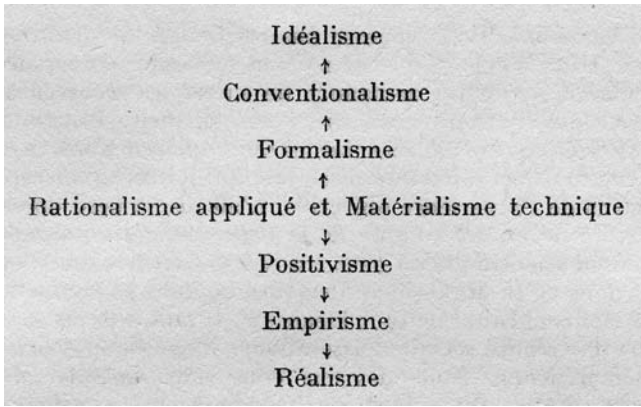 Idéalisme
↑
Conventionalisme
↑
Formalisme
↑
Rationalisme appliqué et Matérialisme technique
↓
Positivisme
↓
Empirisme
↓
Réalisme